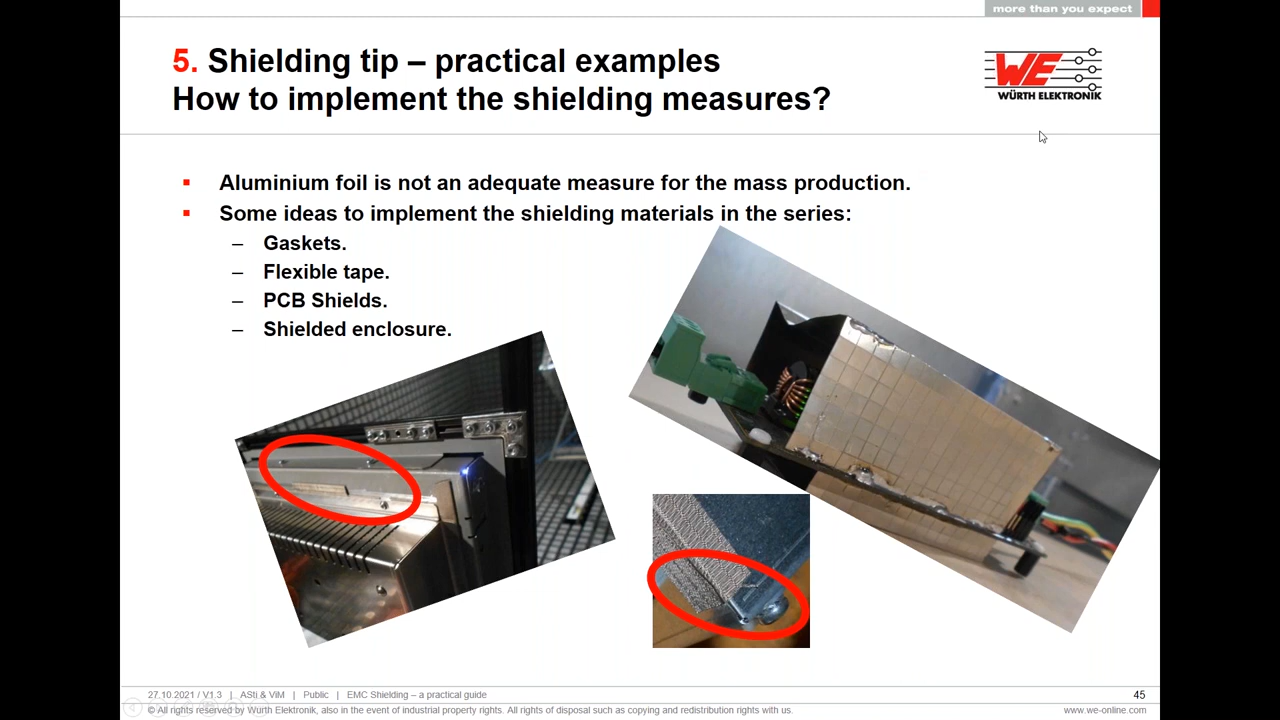 more than you expect
5. Shielding tip – practical examples
How to implement the shielding measures?
WE
WÜRTH ELEKTRONIK
▪ Aluminium foil is not an adequate measure for the mass production.
▪ Some ideas to implement the shielding materials in the series:
– Gaskets.
– Flexible tape.
– PCB Shields.
– Shielded enclosure.
27.10.2021 / V1.3 | ASti & ViM | Public | EMC Shielding – a practical guide
45
© All rights reserved by Wurth Elektronik, also in the event of industrial property rights. All rights of disposal such as copying and redistribution rights with us.
www.we-online.com